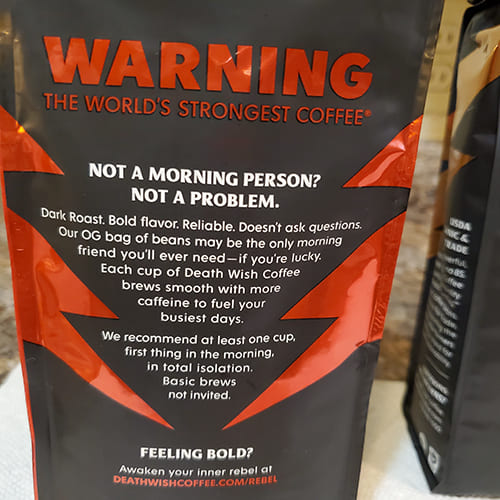 WARNING
THE WORLD'S STRONGEST COFFEE®
NOT A MORNING PERSON?
NOT A PROBLEM.
Dark Roast. Bold flavor. Reliable. Doesn't ask questions.
Our OG bag of beans may be the only morning
friend you'll ever need—if you're lucky.
Each cup of Death Wish Coffee
brews smooth with more
caffeine to fuel your
busiest days.
We recommend at least one cup,
first thing in the morning,
in total isolation.
Basic brews
not invited.
FEELING BOLD?
Awaken your inner rebel at
DEATHWISHCOFFEE.COM/REBEL
USDA
&
TRADE